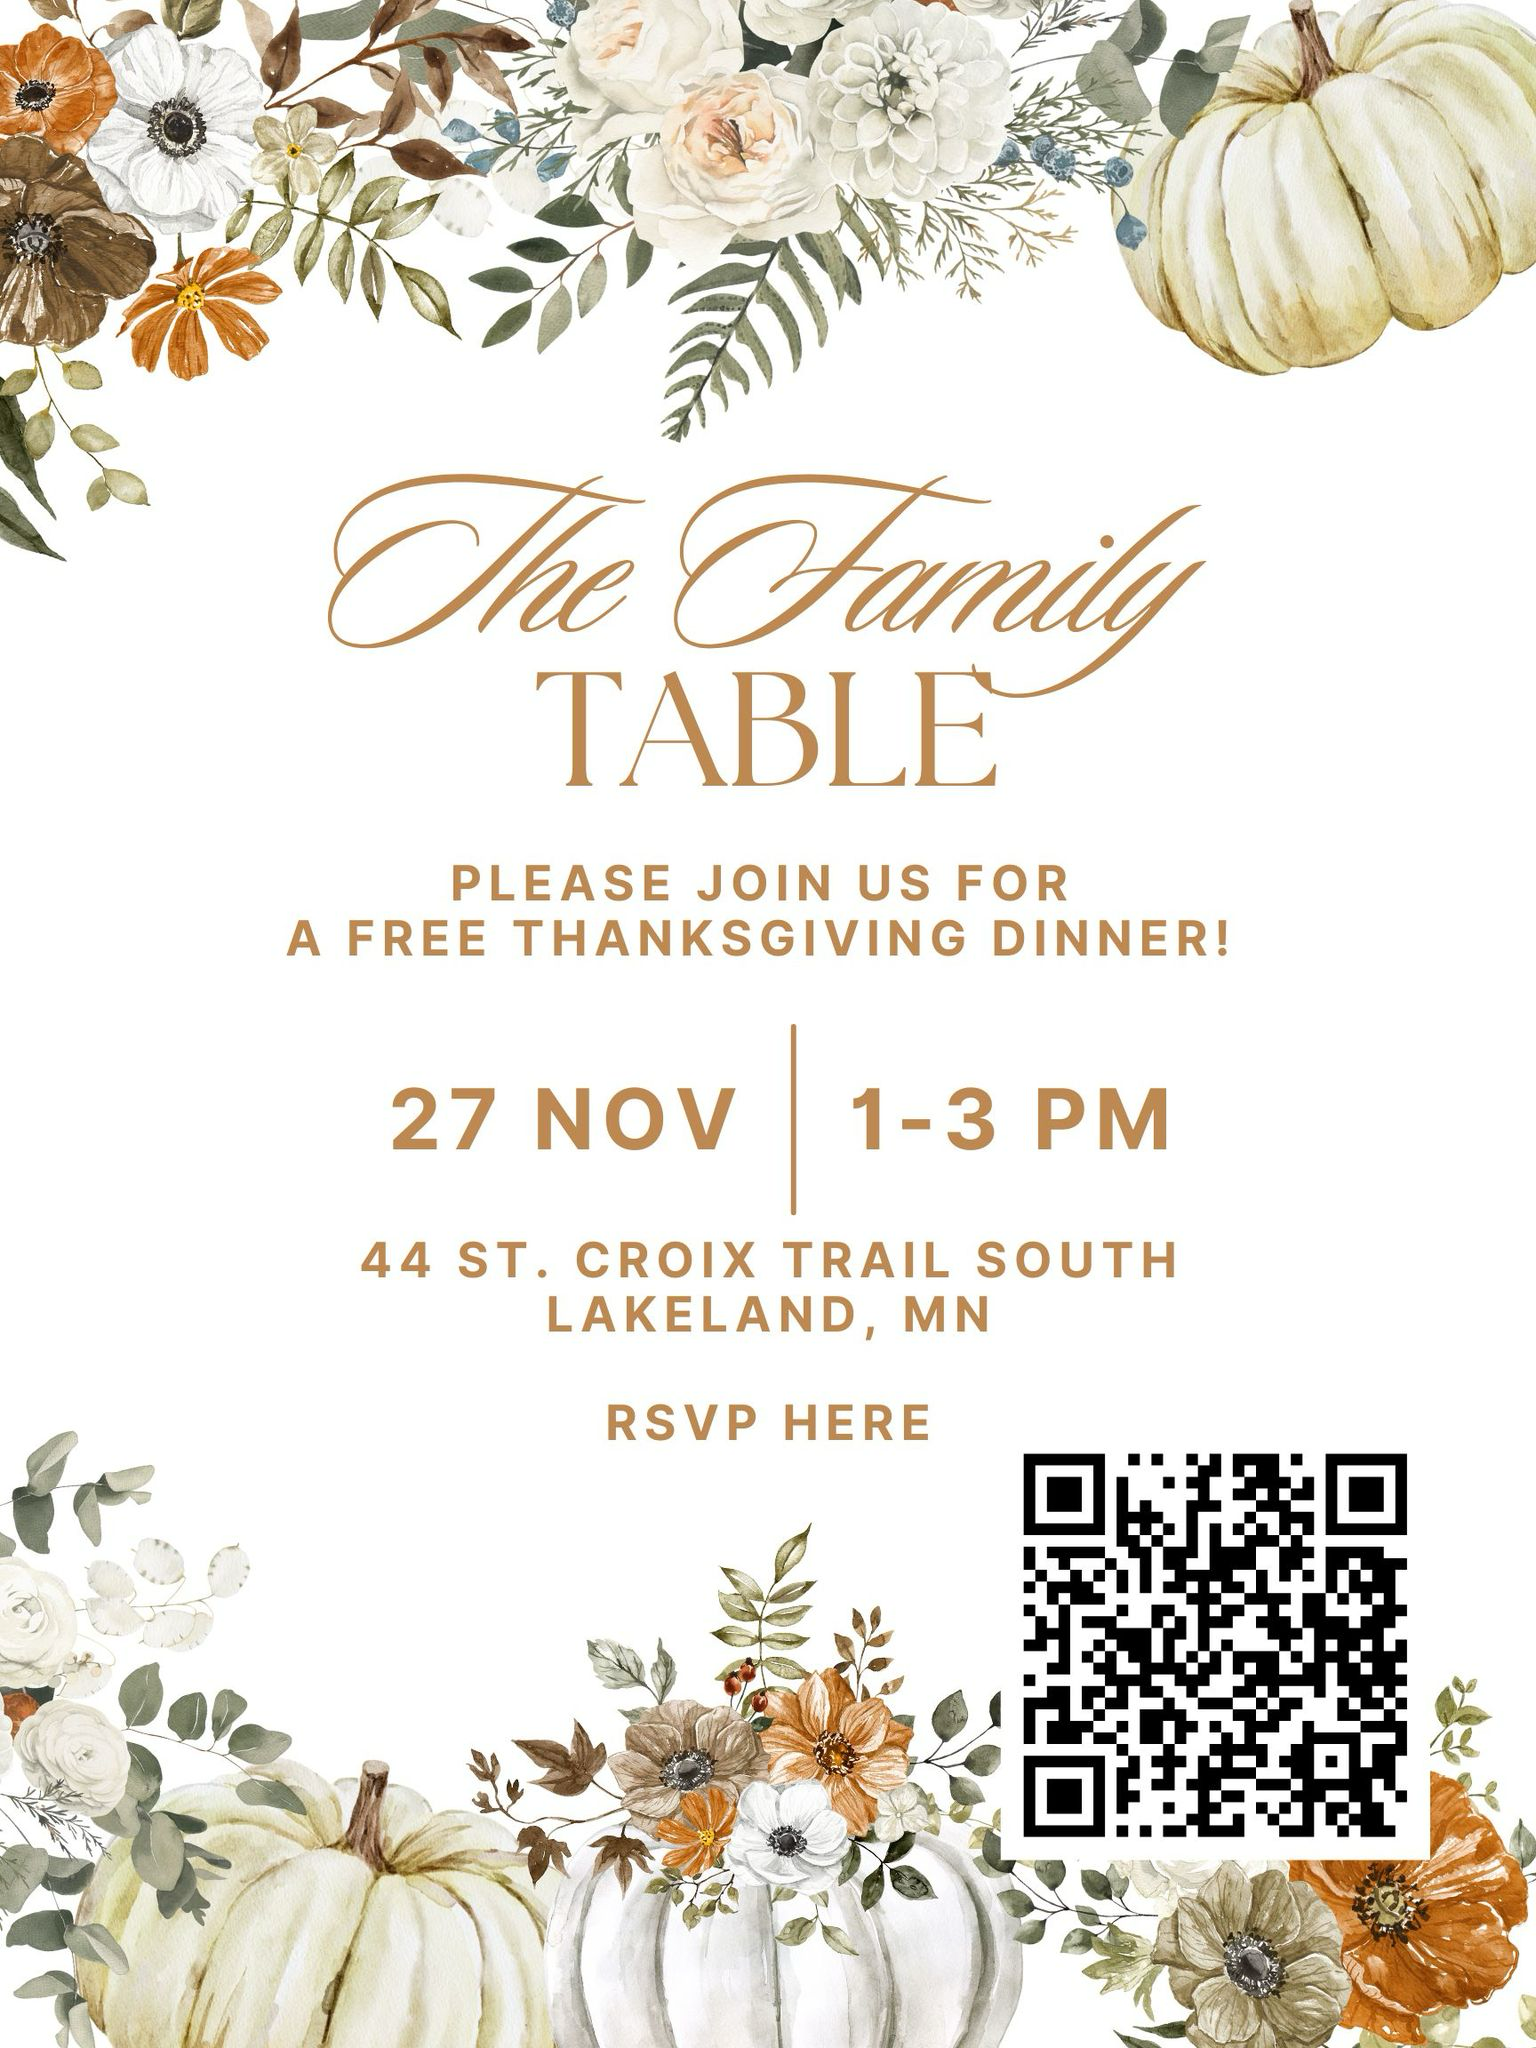 The Family
TABLE
PLEASE JOIN US FOR
A FREE THANKSGIVING DINNER!
27 NOV
1-3 PM
44 ST. CROIX TRAIL SOUTH
LAKELAND, MN
RSVP HERE